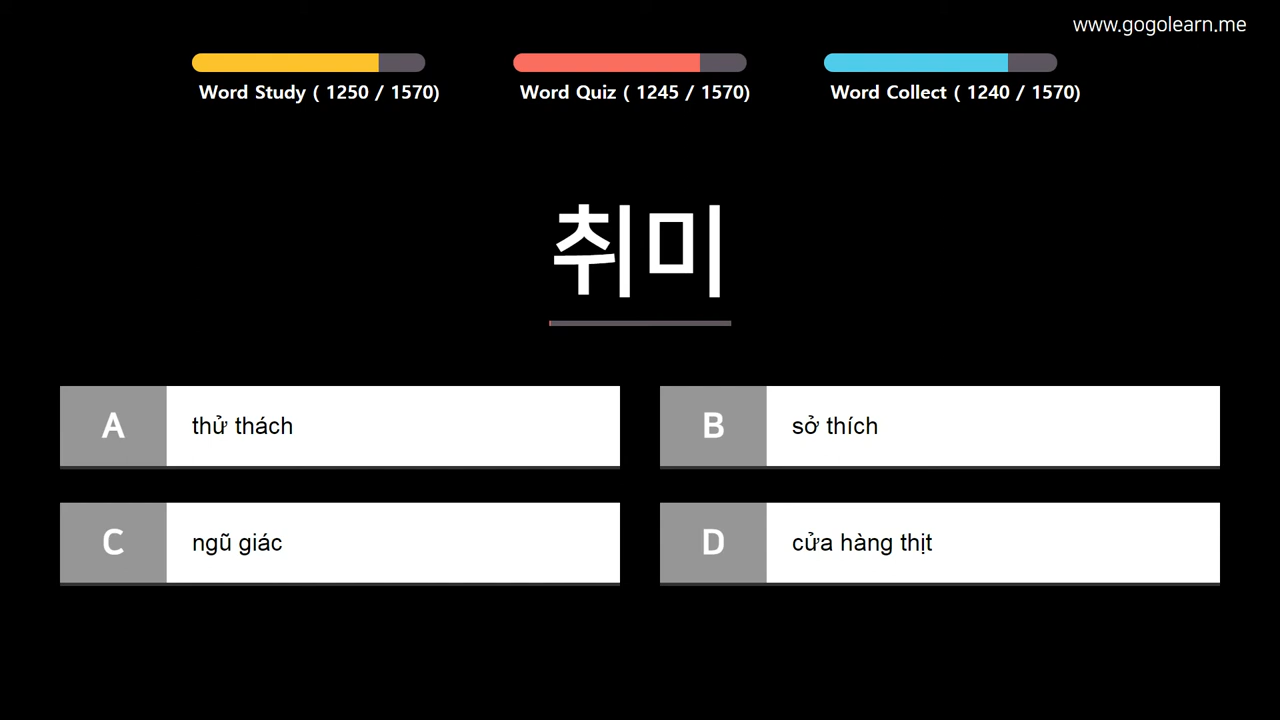 www.gogolearn.me
Word Study ( 1250 / 1570)
Word Quiz ( 1245 / 1570)
Word Collect ( 1240 / 1570)
취미
A thử thách
B sở thích
C ngũ giác
D cửa hàng thịt